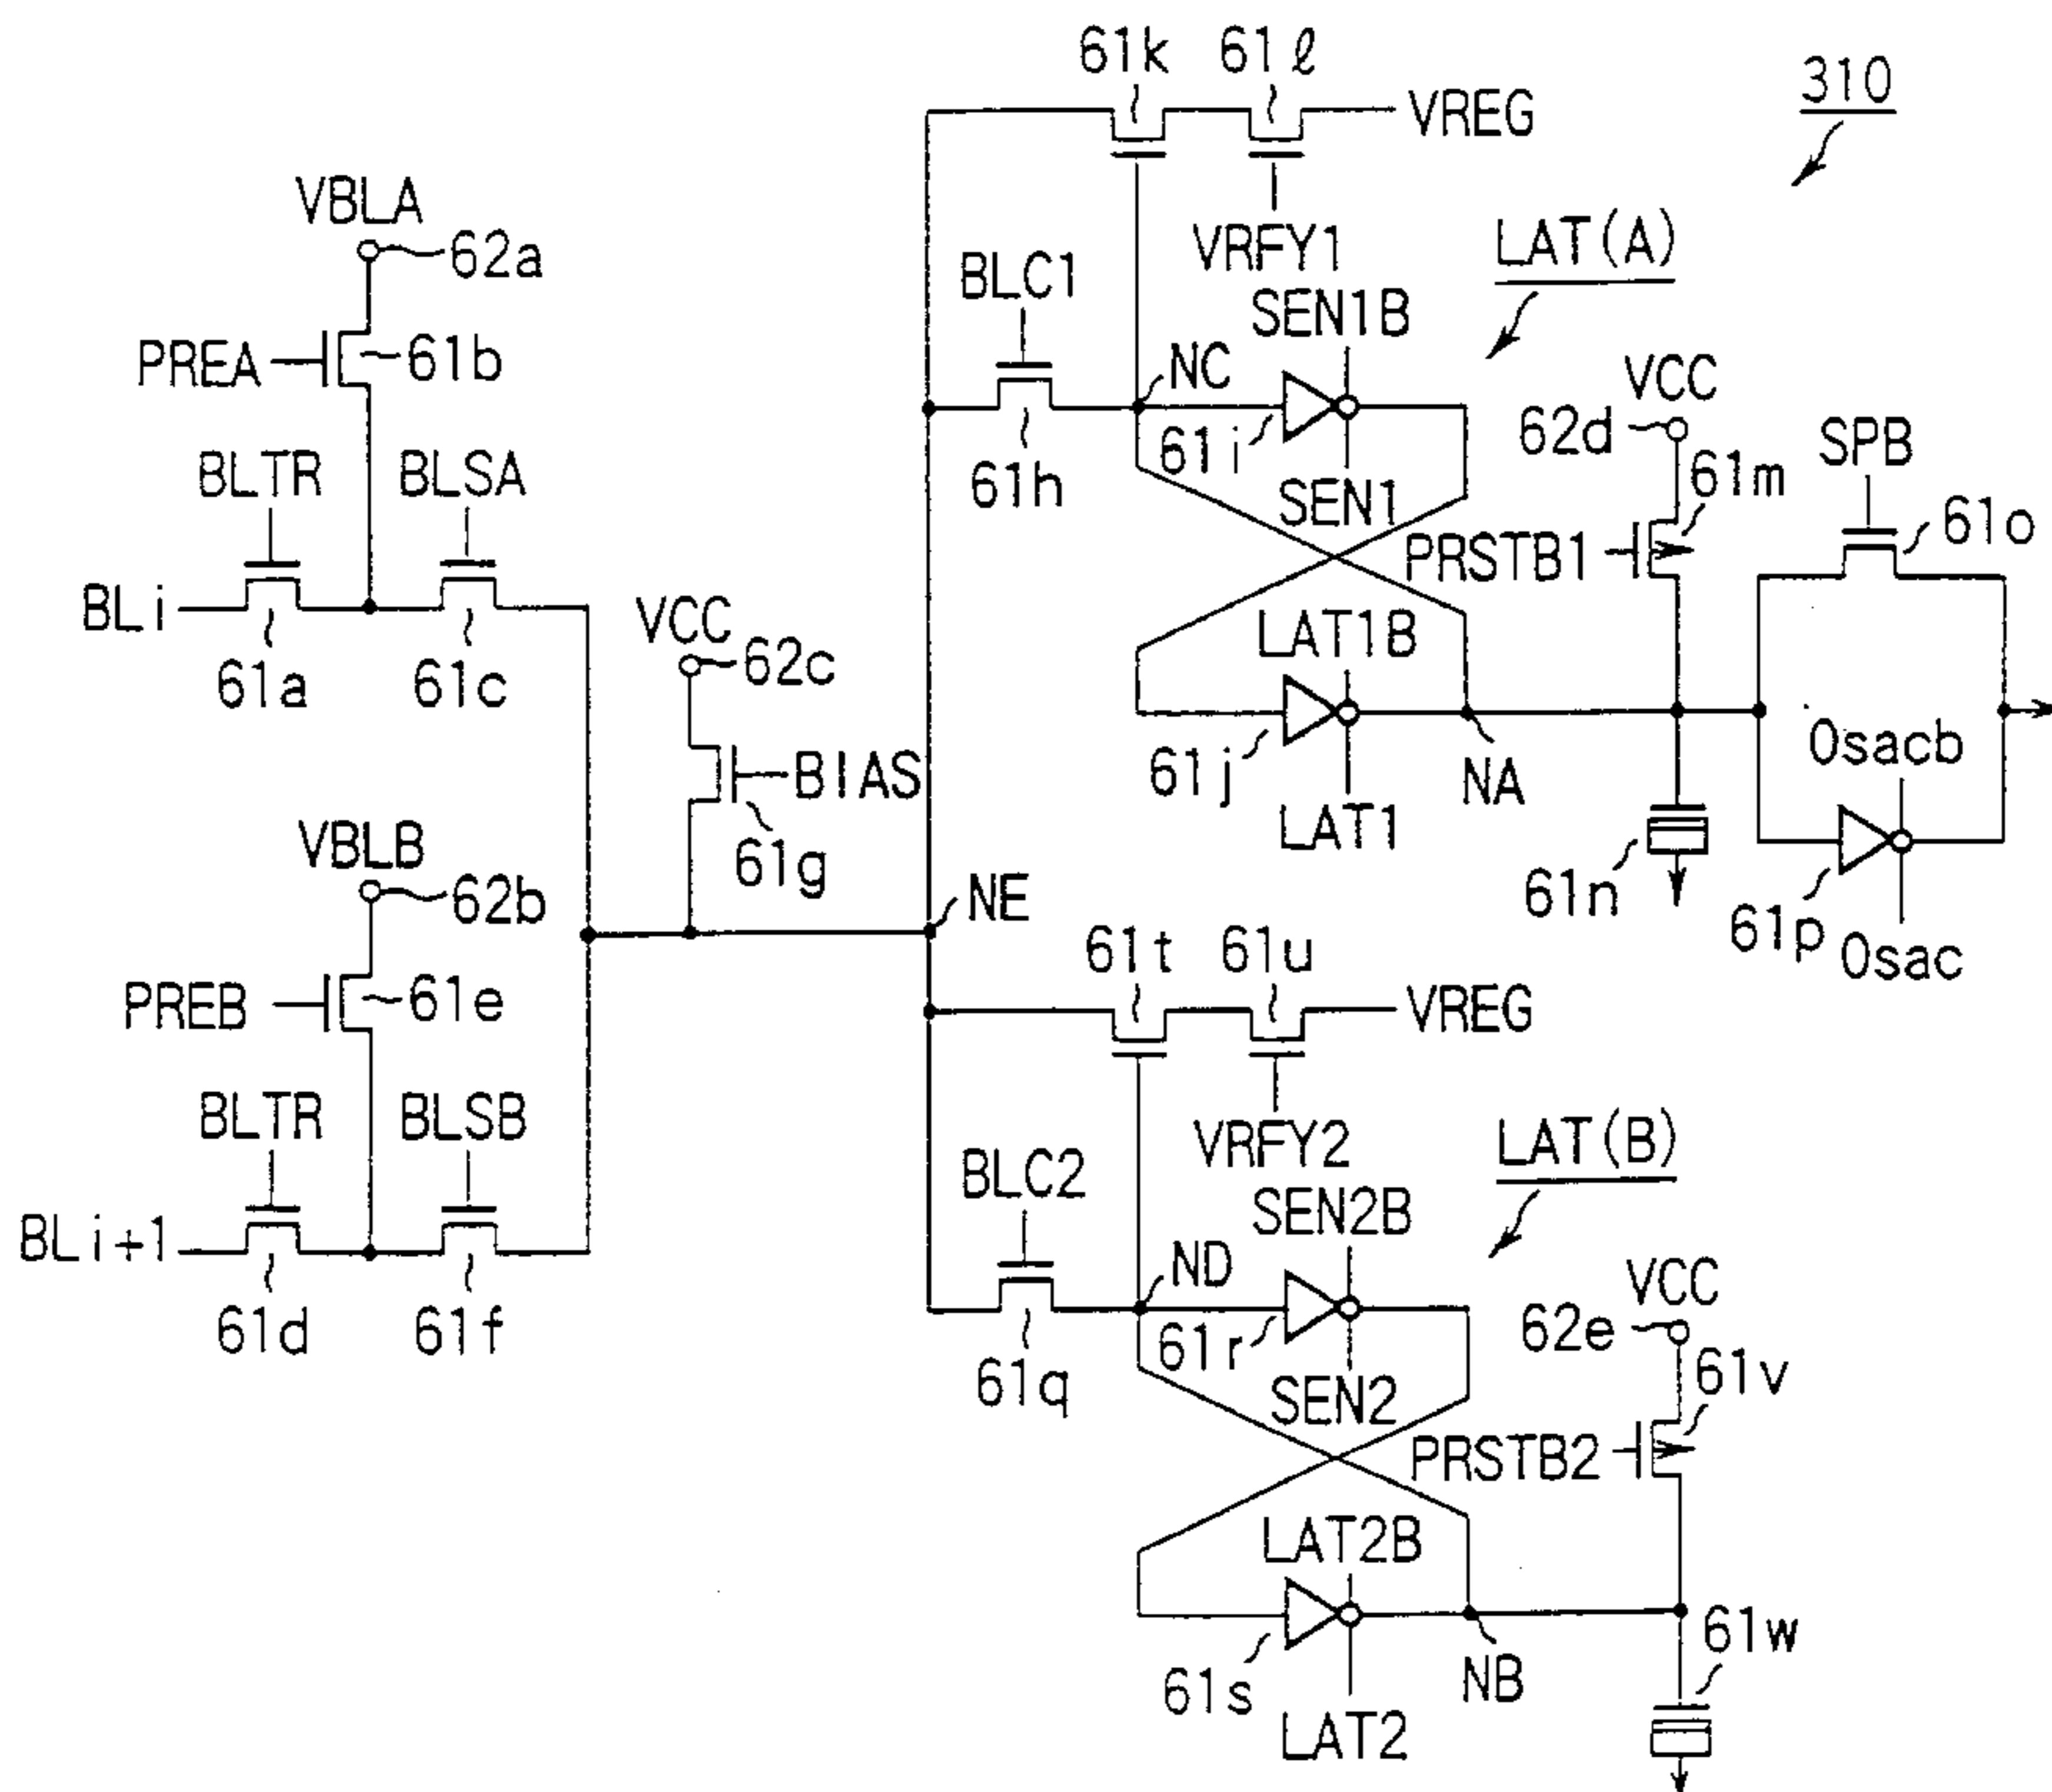 61k 61ℓ
310
VREG
VBLA
62a
VRFY1
LAT(A)
BLC1
SEN1B
PREA
61b
NC
VCC
62d
SPB
BLTR
BLSA
61i
61h
SEN1
61m
61o
PRSTB1
BLi
VCC
62c
LAT1B
61a
61c
Osacb
BIAS
61j
NA
VBLB
LAT1
61g
62b
NE
61n
61p
Osac
61t
61u
PREB
61e
VREG
BLTR
BLSB
VRFY2
LAT(B)
BLC2
SEN2B
BLi+1
ND
VCC
62e
61d
61f
61r
61q
SEN2
61v
PRSTB2
LAT2B
61w
61s
NB
LAT2